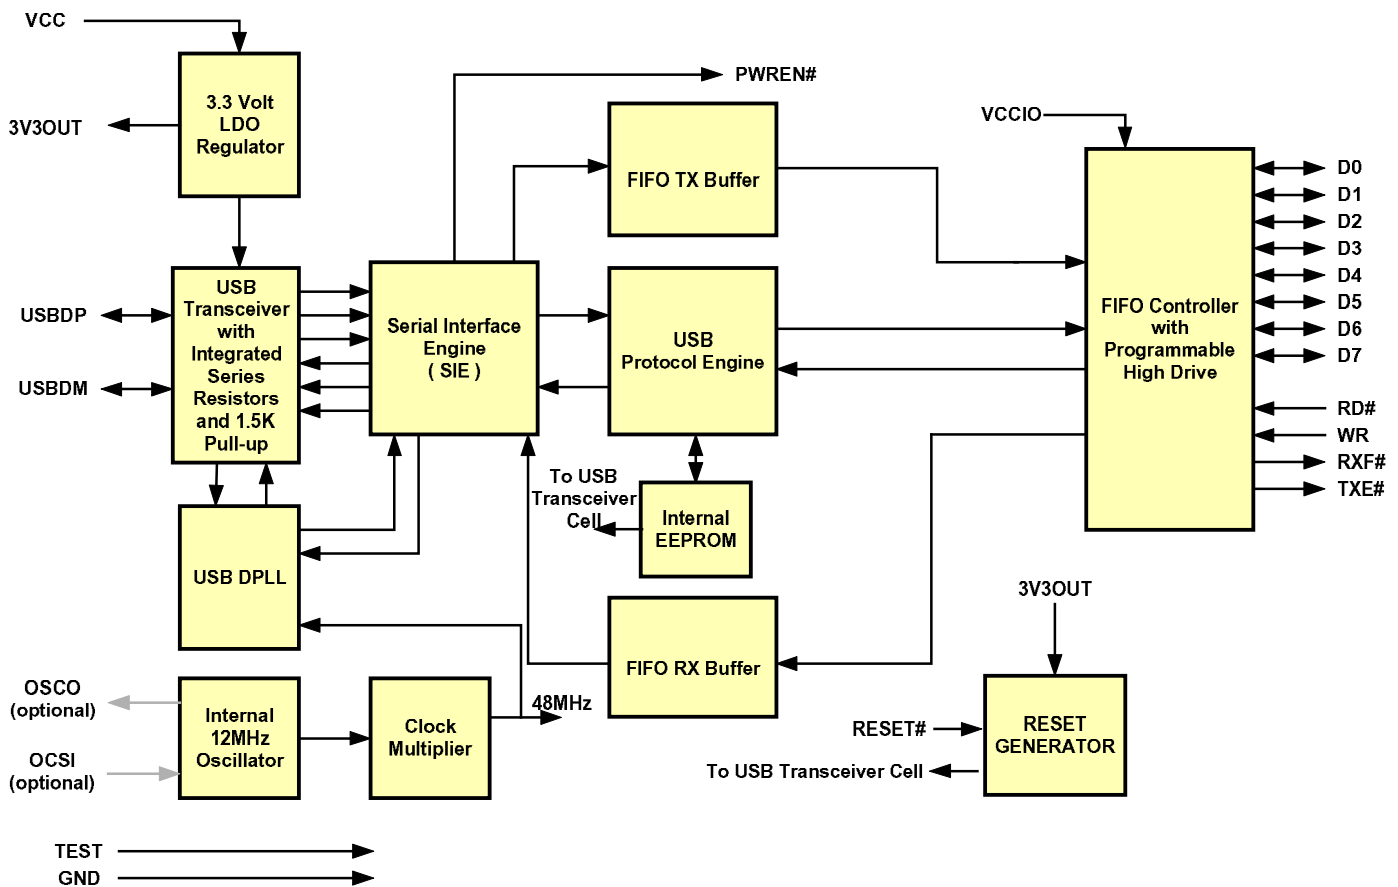 VCC
3.3 Volt
LDO
Regulator
3V3OUT
PWREN#
FIFO TX Buffer
VCCIO
USB
Transceiver
with
Integrated
Series
Resistors
and 1.5K
Pull-up
USBDP
USBDM
Serial Interface
Engine
( SIE )
USB
Protocol Engine
FIFO Controller
with
Programmable
High Drive
D0
D1
D2
D3
D4
D5
D6
D7
RD#
WR
RXF#
TXE#
To USB
Transceiver
Cell
Internal
EEPROM
USB DPLL
FIFO RX Buffer
3V3OUT
RESET
GENERATOR
RESET#
To USB Transceiver Cell
OSCO
(optional)
OCSI
(optional)
Internal
12MHz
Oscillator
Clock
Multiplier
48MHz
TEST
GND